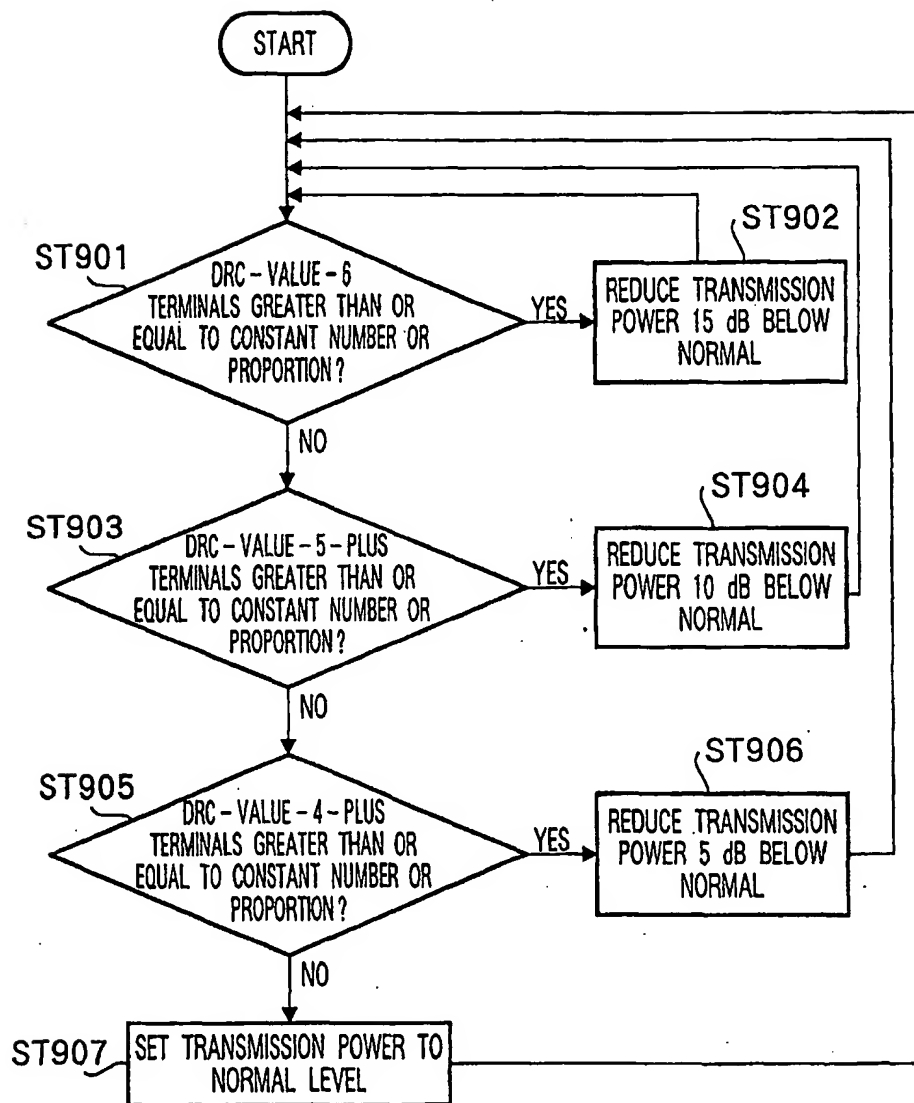 START
ST901
DRC-VALUE-6
TERMINALS GREATER THAN OR
EQUAL TO CONSTANT NUMBER OR
PROPORTION?
YES
ST902
REDUCE TRANSMISSION
POWER 15 dB BELOW
NORMAL
NO
ST903
DRC-VALUE-5-PLUS
TERMINALS GREATER THAN OR
EQUAL TO CONSTANT NUMBER OR
PROPORTION?
YES
ST904
REDUCE TRANSMISSION
POWER 10 dB BELOW
NORMAL
NO
ST905
DRC-VALUE-4-PLUS
TERMINALS GREATER THAN OR
EQUAL TO CONSTANT NUMBER OR
PROPORTION?
YES
ST906
REDUCE TRANSMISSION
POWER 5 dB BELOW
NORMAL
NO
ST907
SET TRANSMISSION POWER TO
NORMAL LEVEL